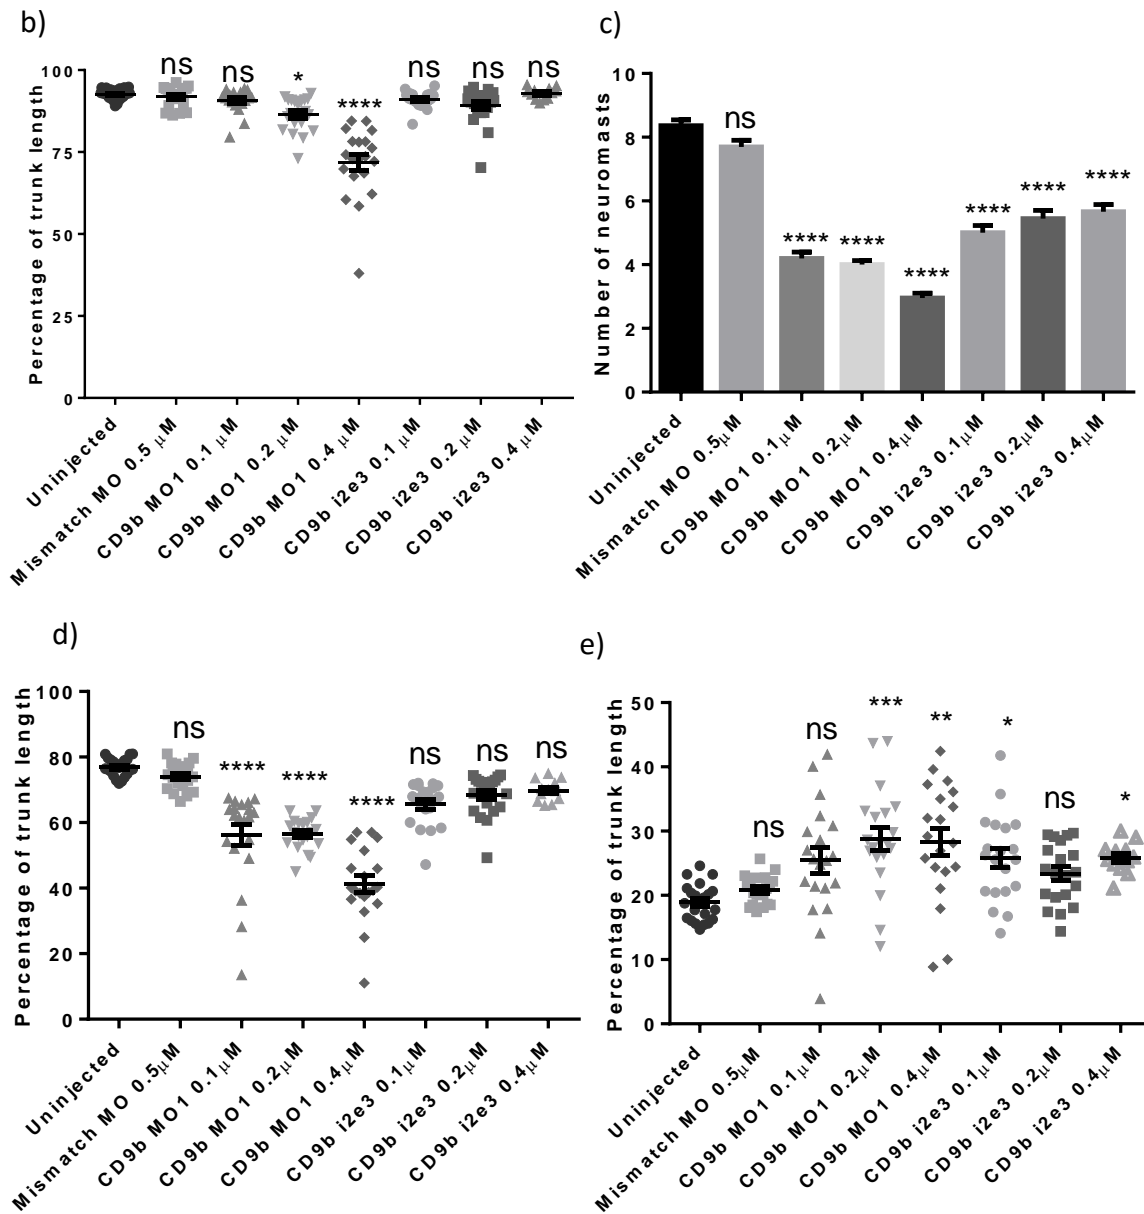 b)
Percentage of trunk length
100
75
50
25
0
ns
ns
*
****
ns
ns
ns
Uninjected
Mismatch MO 0.5 μM
CD9b MO1 0.1 μM
CD9b MO1 0.2 μM
CD9b MO1 0.4 μM
CD9b i2e3 0.1 μM
CD9b i2e3 0.2 μM
CD9b i2e3 0.4 μM
c)
Number of neuromasts
10
8
6
4
2
0
ns
****
****
****
****
****
****
Uninjected
Mismatch MO 0.5μM
CD9b MO1 0.1μM
CD9b MO1 0.2μM
CD9b MO1 0.4μM
CD9b i2e3 0.1μM
CD9b i2e3 0.2μM
CD9b i2e3 0.4μM
d)
Percentage of trunk length
100
80
60
40
20
0
ns
****
****
****
ns
ns
ns
Uninjected
Mismatch MO 0.5μM
CD9b MO1 0.1μM
CD9b MO1 0.2μM
CD9b MO1 0.4μM
CD9b i2e3 0.1μM
CD9b i2e3 0.2μM
CD9b i2e3 0.4μM
e)
Percentage of trunk length
50
40
30
20
10
0
ns
ns
***
**
*
ns
*
Uninjected
Mismatch MO 0.5μM
CD9b MO1 0.1μM
CD9b MO1 0.2μM
CD9b MO1 0.4μM
CD9b i2e3 0.1μM
CD9b i2e3 0.2μM
CD9b i2e3 0.4μM